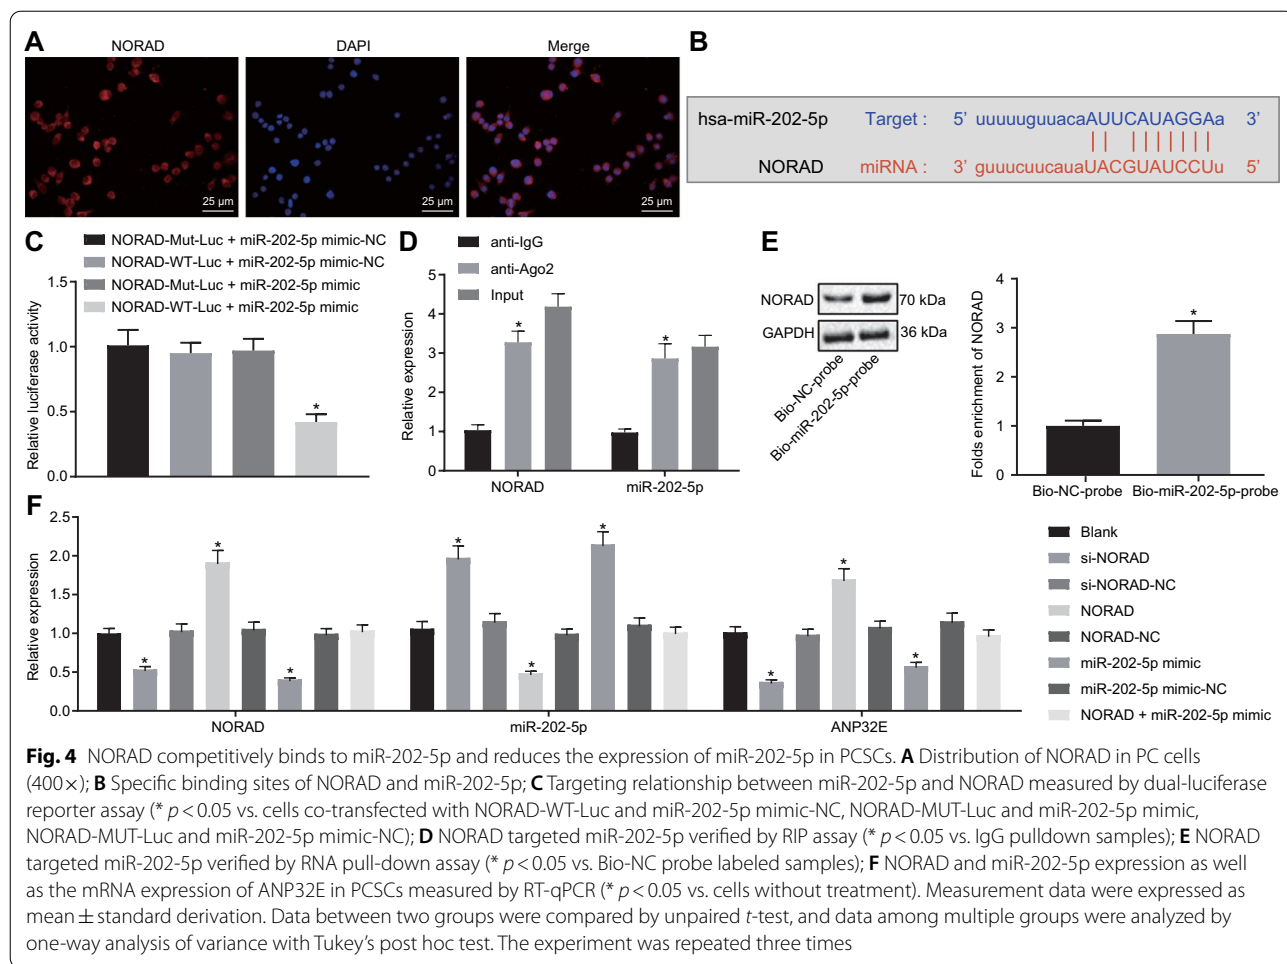 A
NORAD
DAPI
Merge
25 µm
25 µm
25 µm
B
hsa-miR-202-5p Target : 5’ uuuuuguuacaAUUCAUAGGAa 3’
NORAD miRNA : 3’ guuucuucauaUACGUAUCCUu 5’
C
NORAD-Mut-Luc + miR-202-5p mimic-NC
NORAD-WT-Luc + miR-202-5p mimic-NC
NORAD-Mut-Luc + miR-202-5p mimic
NORAD-WT-Luc + miR-202-5p mimic
Relative luciferase activity
1.5
1.0
0.5
0.0
*
D
anti-IgG
anti-Ago2
Input
Relative expression
5
4
3
2
1
0
*
*
NORAD
miR-202-5p
E
NORAD 70 kDa
GAPDH 36 kDa
Bio-NC-probe
Bio-miR-202-5p-probe
Folds enrichment of NORAD
4
3
2
1
0
*
Bio-NC-probe
Bio-miR-202-5p-probe
F
Relative expression
2.5
2.0
1.5
1.0
0.5
0.0
*
*
*
*
*
*
*
*
*
NORAD
miR-202-5p
ANP32E
Blank
si-NORAD
si-NORAD-NC
NORAD
NORAD-NC
miR-202-5p mimic
miR-202-5p mimic-NC
NORAD + miR-202-5p mimic
Fig. 4 NORAD competitively binds to miR-202-5p and reduces the expression of miR-202-5p in PCSCs. A Distribution of NORAD in PC cells
(400×); B Specific binding sites of NORAD and miR-202-5p; C Targeting relationship between miR-202-5p and NORAD measured by dual-luciferase
reporter assay (* p < 0.05 vs. cells co-transfected with NORAD-WT-Luc and miR-202-5p mimic-NC, NORAD-MUT-Luc and miR-202-5p mimic,
NORAD-MUT-Luc and miR-202-5p mimic-NC); D NORAD targeted miR-202-5p verified by RIP assay (* p < 0.05 vs. IgG pulldown samples); E NORAD
targeted miR-202-5p verified by RNA pull-down assay (* p < 0.05 vs. Bio-NC probe labeled samples); F NORAD and miR-202-5p expression as well
as the mRNA expression of ANP32E in PCSCs measured by RT-qPCR (* p < 0.05 vs. cells without treatment). Measurement data were expressed as
mean ± standard derivation. Data between two groups were compared by unpaired t-test, and data among multiple groups were analyzed by
one-way analysis of variance with Tukey’s post hoc test. The experiment was repeated three times